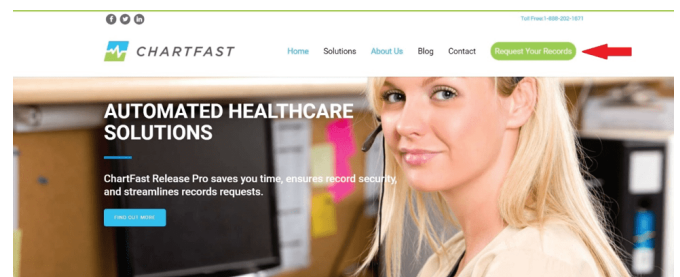 Toll Free:1-888-202-1871
CHARTFAST
Home Solutions About Us Blog Contact Request Your Records
AUTOMATED HEALTHCARE
SOLUTIONS
ChartFast Release Pro saves you time, ensures record security,
and streamlines records requests.
FIND OUT MORE